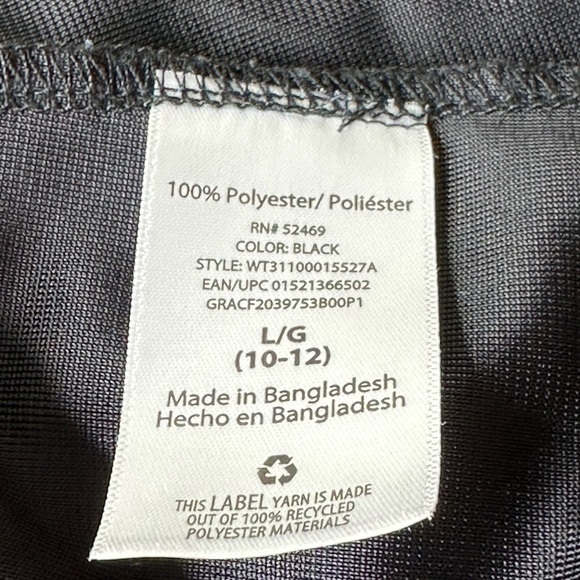 100% Polyester/ Poliéster
RN# 52469
COLOR: BLACK
STYLE: WT31100015527A
EAN/UPC 01521366502
GRACF2039753B00P1
L/G
(10-12)
Made in Bangladesh
Hecho en Bangladesh
THIS LABEL YARN IS MADE
OUT OF 100% RECYCLED
POLYESTER MATERIALS